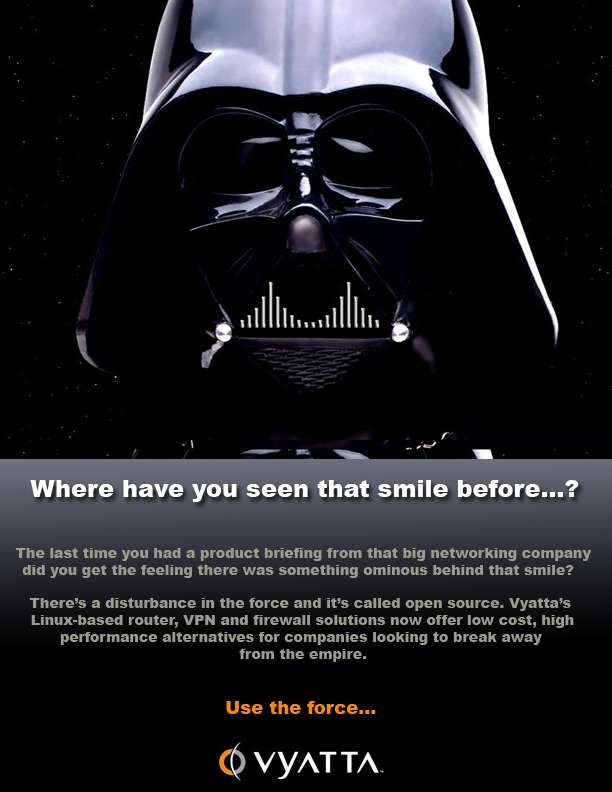 Where have you seen that smile before...?
The last time you had a product briefing from that big networking company
did you get the feeling there was something ominous behind that smile?
There's a disturbance in the force and it's called open source. Vyatta's
Linux-based router, VPN and firewall solutions now offer low cost, high
performance alternatives for companies looking to break away
from the empire.
Use the force...
VYATTA™